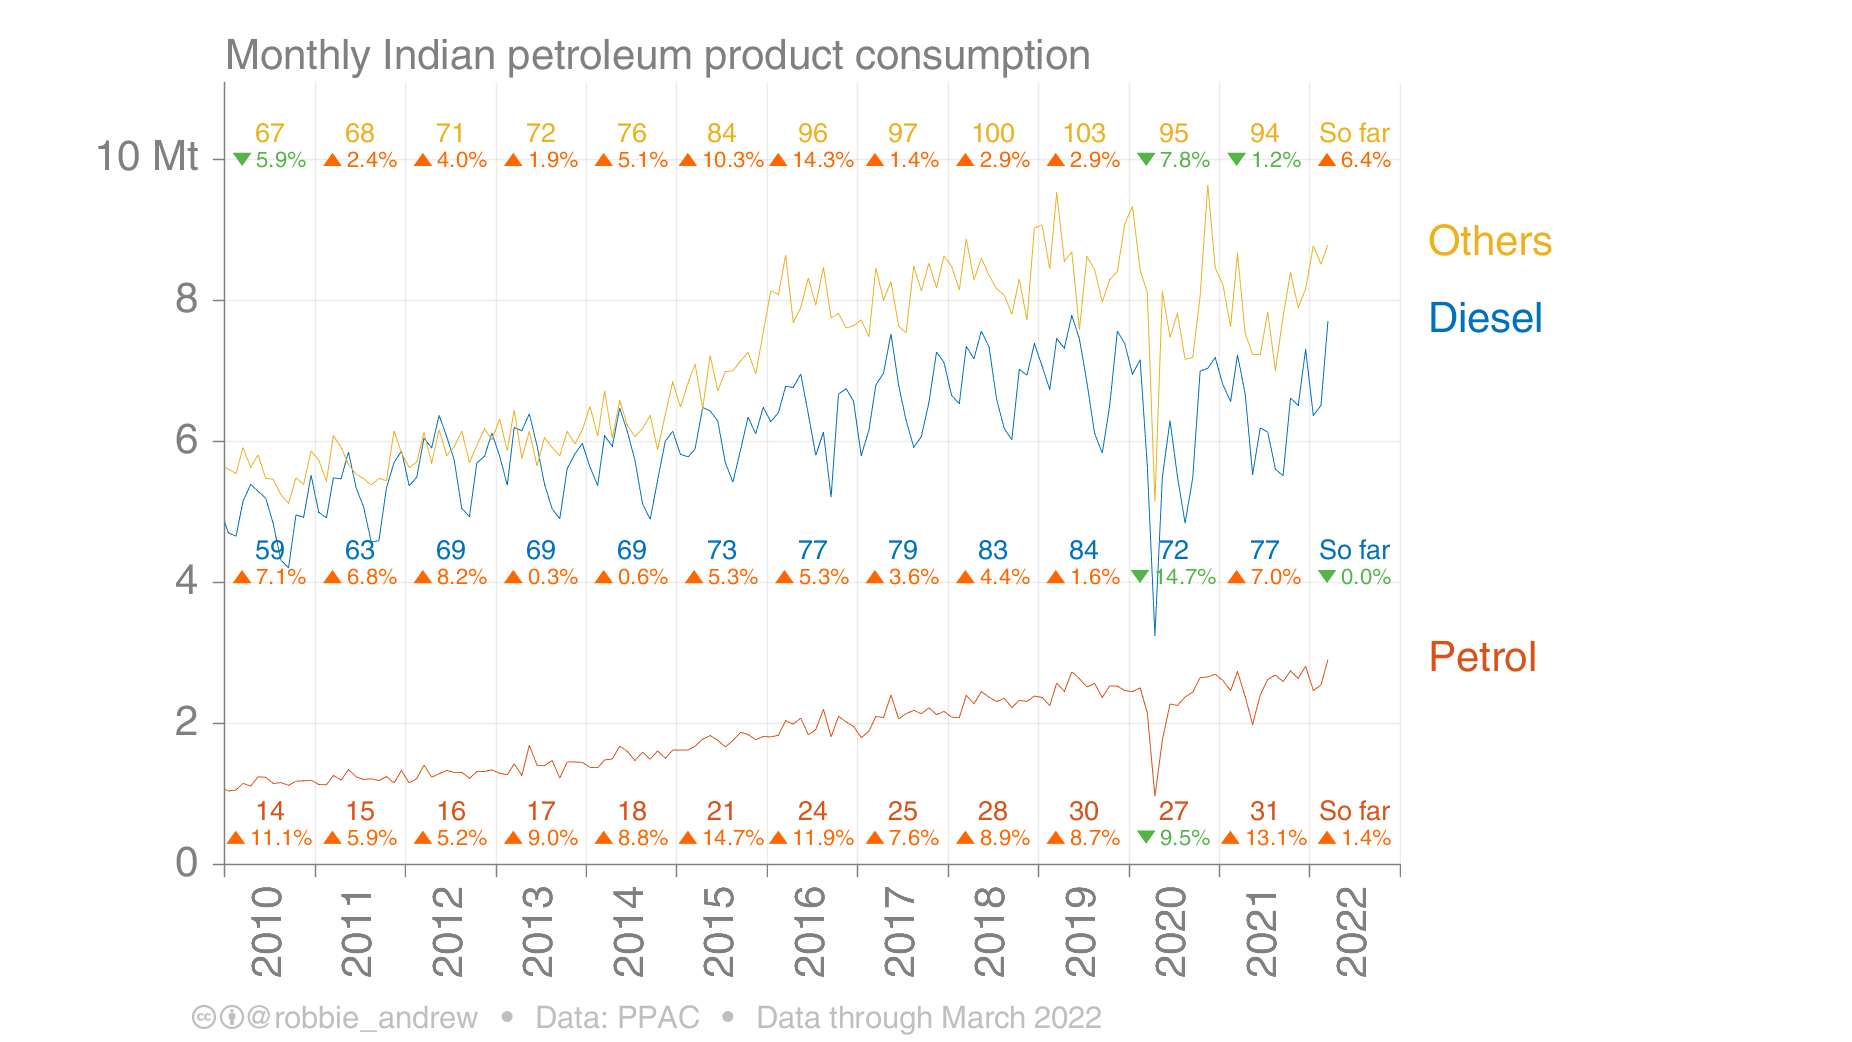 Monthly Indian petroleum product consumption
67 68 71 72 76 84 96 97 100 103 95 94 So far
10 Mt ▼5.9% ▲2.4% ▲4.0% ▲1.9% ▲5.1% ▲10.3% ▲14.3% ▲1.4% ▲2.9% ▲2.9% ▼7.8% ▼1.2% ▲6.4%
Others
8
Diesel
6
59 63 69 69 69 73 77 79 83 84 72 77 So far
4 ▲7.1% ▲6.8% ▲8.2% ▲0.3% ▲0.6% ▲5.3% ▲5.3% ▲3.6% ▲4.4% ▲1.6% ▼14.7% ▲7.0% ▼0.0%
Petrol
2
14 15 16 17 18 21 24 25 28 30 27 31 So far
▲11.1% ▲5.9% ▲5.2% ▲9.0% ▲8.8% ▲14.7% ▲11.9% ▲7.6% ▲8.9% ▲8.7% ▼9.5% ▲13.1% ▲1.4%
0
2010 2011 2012 2013 2014 2015 2016 2017 2018 2019 2020 2021 2022
@robbie_andrew • Data: PPAC • Data through March 2022